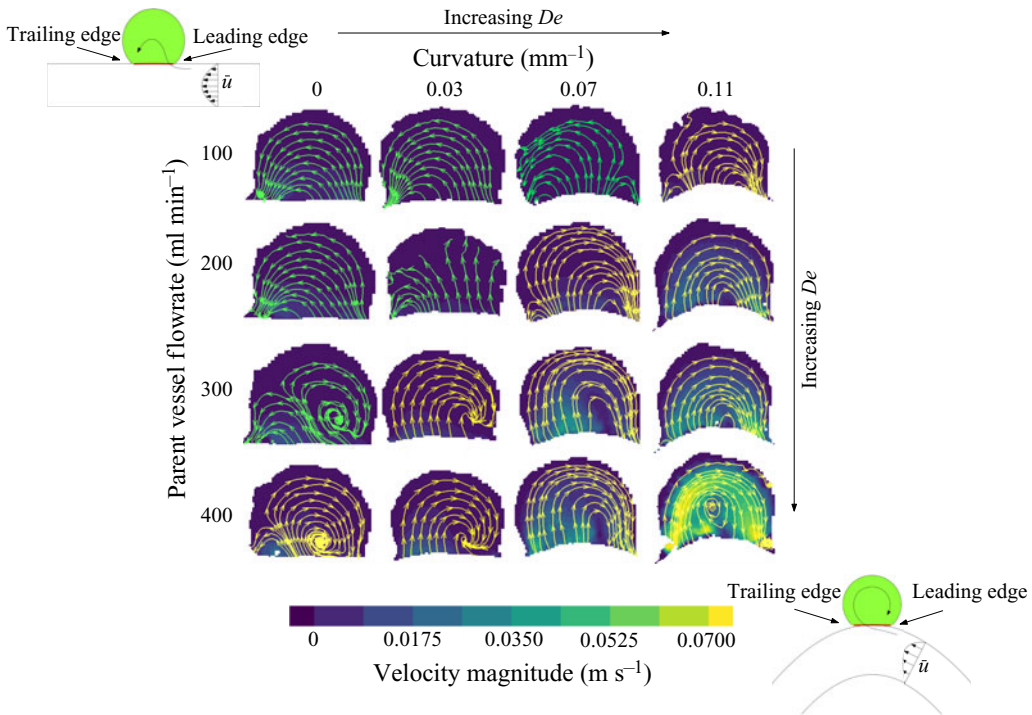 Increasing De
Trailing edge
Leading edge
ū
Curvature (mm⁻¹)
0
0.03
0.07
0.11
Parent vessel flowrate (ml min⁻¹)
100
200
300
400
Increasing De
0
0.0175
0.0350
0.0525
0.0700
Velocity magnitude (m s⁻¹)
Trailing edge
Leading edge
ū